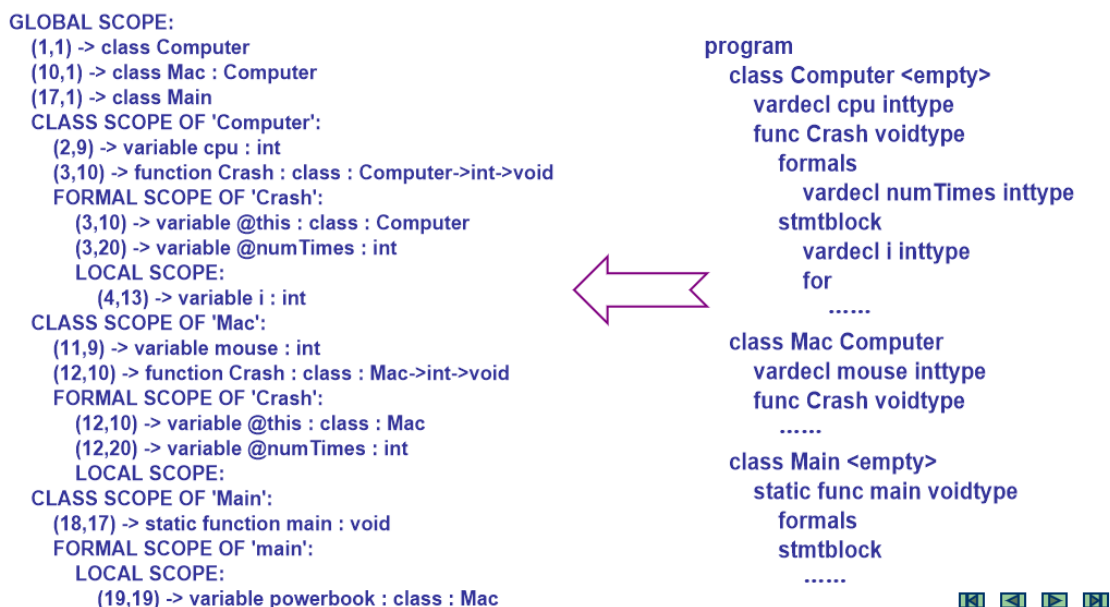 GLOBAL SCOPE:
(1,1) -> class Computer
(10,1) -> class Mac : Computer
(17,1) -> class Main
CLASS SCOPE OF 'Computer':
(2,9) -> variable cpu : int
(3,10) -> function Crash : class : Computer->int->void
FORMAL SCOPE OF 'Crash':
(3,10) -> variable @this : class : Computer
(3,20) -> variable @numTimes : int
LOCAL SCOPE:
(4,13) -> variable i : int
CLASS SCOPE OF 'Mac':
(11,9) -> variable mouse : int
(12,10) -> function Crash : class : Mac->int->void
FORMAL SCOPE OF 'Crash':
(12,10) -> variable @this : class : Mac
(12,20) -> variable @numTimes : int
LOCAL SCOPE:
CLASS SCOPE OF 'Main':
(18,17) -> static function main : void
FORMAL SCOPE OF 'main':
LOCAL SCOPE:
(19,19) -> variable powerbook : class : Mac
program
class Computer <empty>
vardecl cpu inttype
func Crash voidtype
formals
vardecl numTimes inttype
stmtblock
vardecl i inttype
for
......
class Mac Computer
vardecl mouse inttype
func Crash voidtype
......
class Main <empty>
static func main voidtype
formals
stmtblock
......